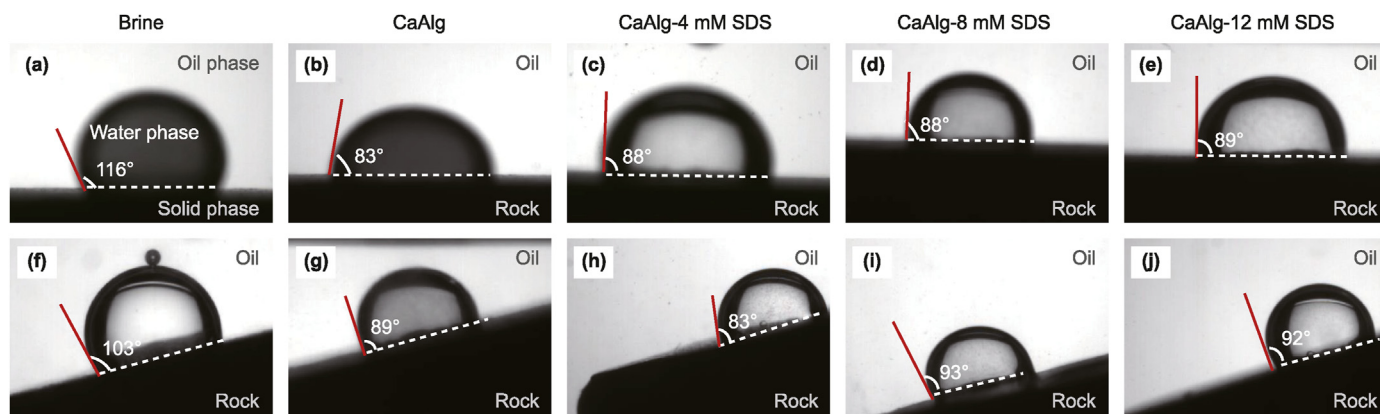 Brine
CaAlg
CaAlg-4 mM SDS
CaAlg-8 mM SDS
CaAlg-12 mM SDS
(a)
Oil phase
Water phase
116°
Solid phase
(b)
Oil
83°
Rock
(c)
Oil
88°
Rock
(d)
Oil
88°
Rock
(e)
Oil
89°
Rock
(f)
Oil
103°
Rock
(g)
Oil
89°
Rock
(h)
Oil
83°
Rock
(i)
Oil
93°
Rock
(j)
Oil
92°
Rock